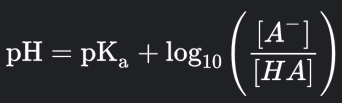 pH = pKₐ + log₁₀([A⁻]/[HA])